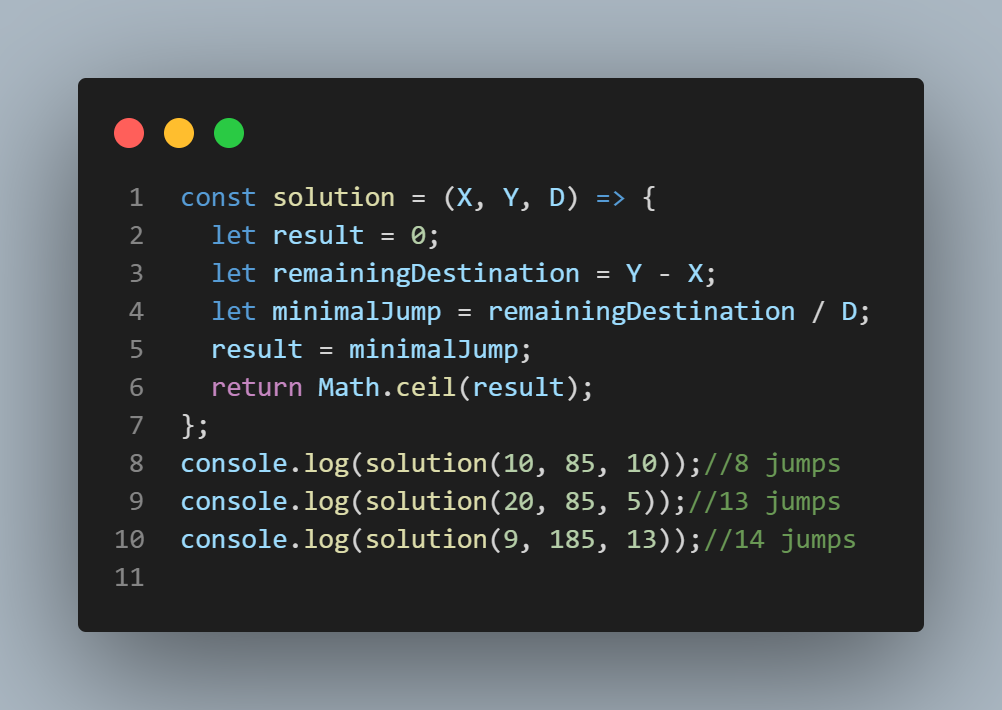 1 const solution = (X, Y, D) => {
2   let result = 0;
3   let remainingDestination = Y - X;
4   let minimalJump = remainingDestination / D;
5   result = minimalJump;
6   return Math.ceil(result);
7 };
8 console.log(solution(10, 85, 10));//8 jumps
9 console.log(solution(20, 85, 5));//13 jumps
10 console.log(solution(9, 185, 13));//14 jumps
11